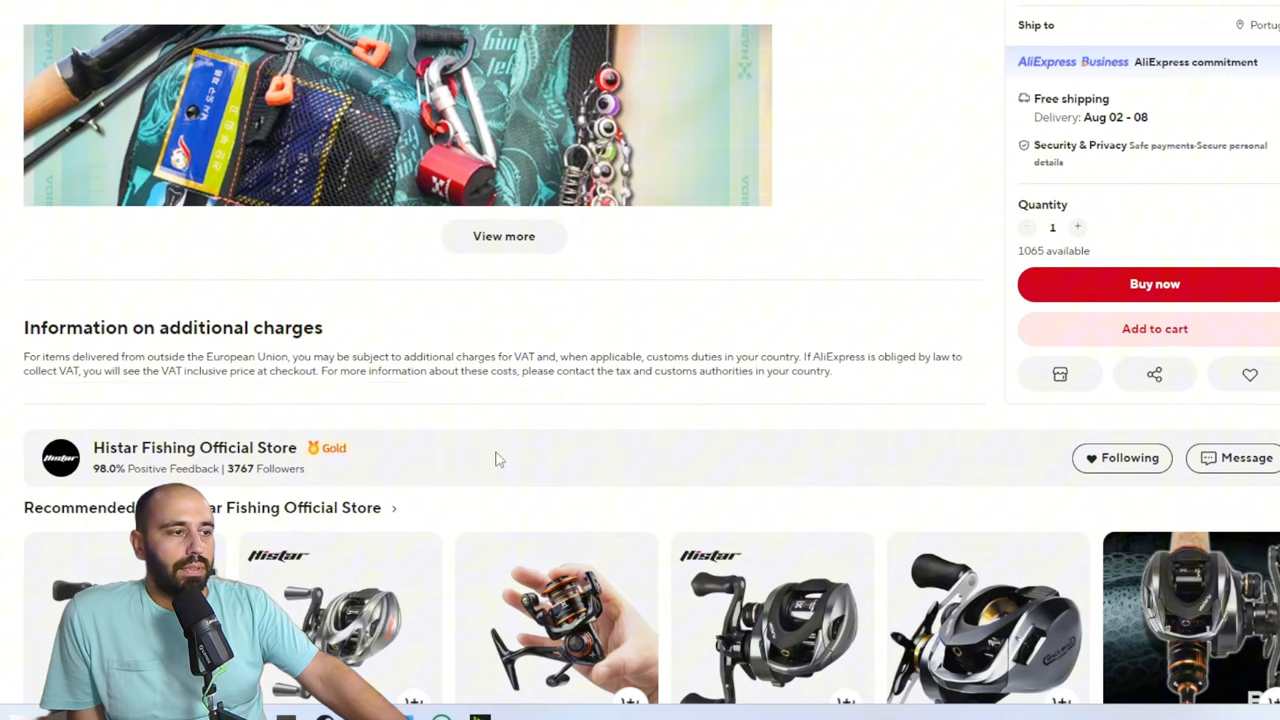 Ship to
Portug
AliExpress Business AliExpress commitment
Free shipping
Delivery: Aug 02 - 08
Security & Privacy Safe payments·Secure personal
details
View more
Quantity
− 1 +
1065 available
Buy now
Add to cart
Information on additional charges
For items delivered from outside the European Union, you may be subject to additional charges for VAT and, when applicable, customs duties in your country. If AliExpress is obliged by law to
collect VAT, you will see the VAT inclusive price at checkout. For more information about these costs, please contact the tax and customs authorities in your country.
Histar
Histar Fishing Official Store Gold
98.0% Positive Feedback | 3767 Followers
Following
Message
Recommended ar Fishing Official Store ›
Histar
Histar